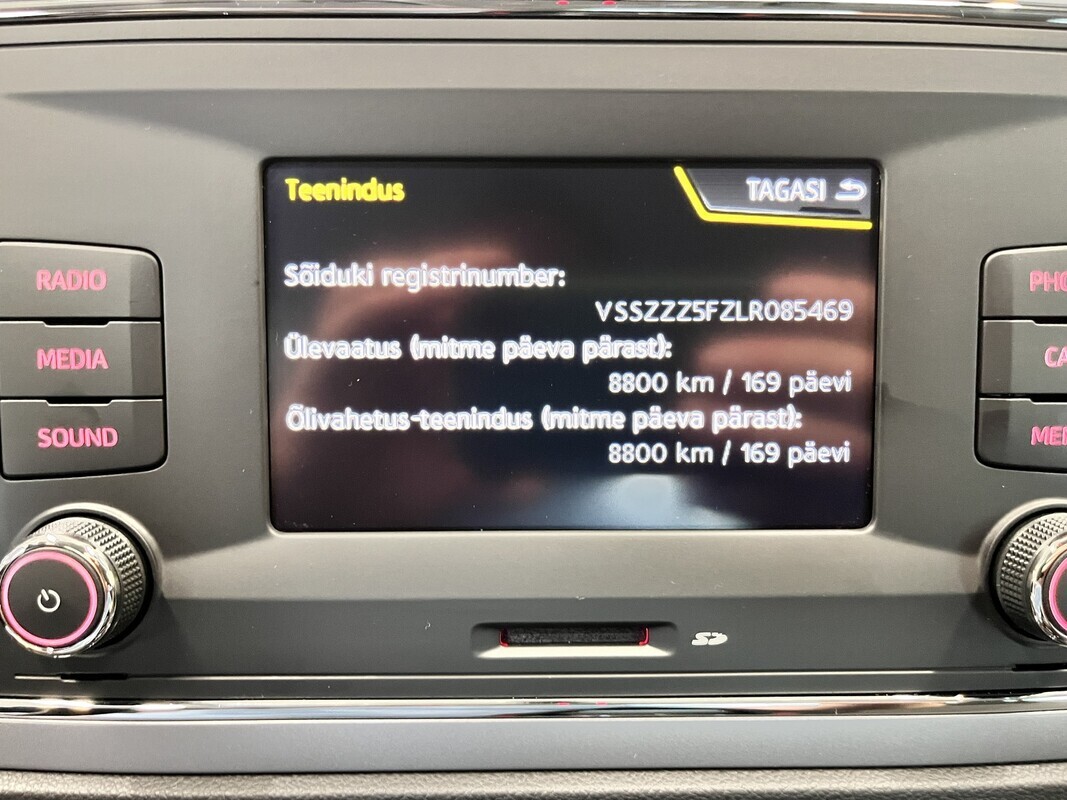 Teenindus
TAGASI
Sõiduki registrinumber:
VSSZZZ5FZLR085469
Ülevaatus (mitme päeva pärast):
8800 km / 169 päevi
Õlivahetus-teenindus (mitme päeva pärast):
8800 km / 169 päevi
RADIO
MEDIA
SOUND
SD